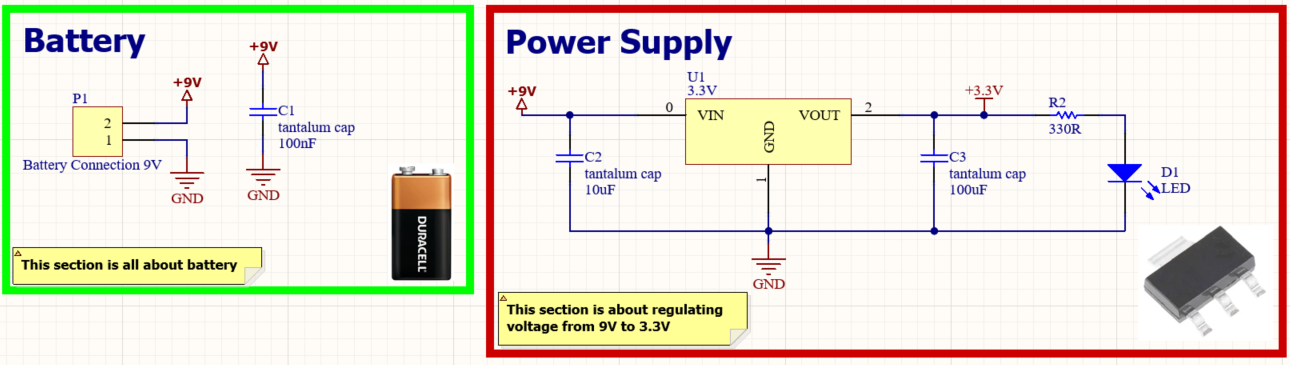 Battery
+9V
P1
2
1
Battery Connection 9V
GND
+9V
C1
tantalum cap
100nF
GND
DURACELL
This section is all about battery
Power Supply
+9V
C2
tantalum cap
10uF
U1
3.3V
0
VIN
VOUT
2
GND
1
GND
C3
tantalum cap
100uF
+3.3V
R2
330R
D1
LED
This section is about regulating
voltage from 9V to 3.3V